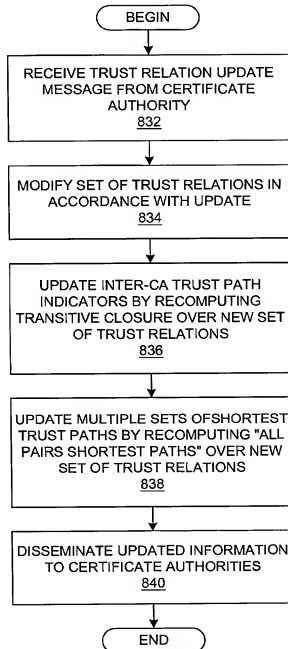 BEGIN
RECEIVE TRUST RELATION UPDATE
MESSAGE FROM CERTIFICATE
AUTHORITY
832
MODIFY SET OF TRUST RELATIONS IN
ACCORDANCE WITH UPDATE
834
UPDATE INTER-CA TRUST PATH
INDICATORS BY RECOMPUTING
TRANSITIVE CLOSURE OVER NEW SET
OF TRUST RELATIONS
836
UPDATE MULTIPLE SETS OFSHORTEST
TRUST PATHS BY RECOMPUTING "ALL
PAIRS SHORTEST PATHS" OVER NEW
SET OF TRUST RELATIONS
838
DISSEMINATE UPDATED INFORMATION
TO CERTIFICATE AUTHORITIES
840
END